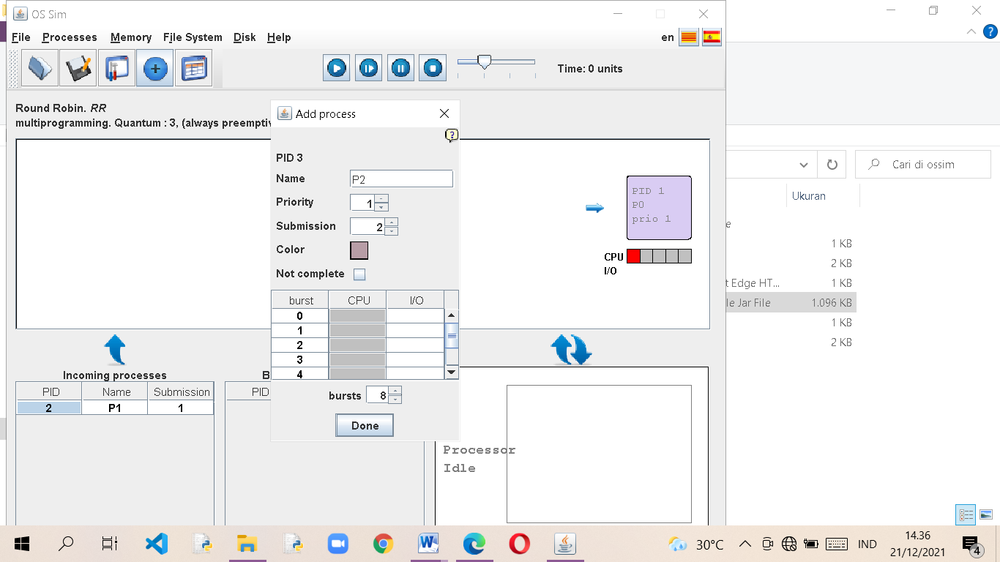 OS Sim
File Processes Memory File System Disk Help
en
Time: 0 units
Round Robin. RR
multiprogramming. Quantum : 3, (always preemptiv
Add process
?
PID 3
Name P2
Priority 1
Submission 2
Color
Not complete
burst CPU I/O
0
1
2
3
4
bursts 8
Done
PID 1
P0
prio 1
CPU
I/O
Incoming processes
PID Name Submission
2 P1 1
B
PID
Processor
Idle
?
Cari di ossim
Ukuran
e
1 KB
2 KB
t Edge HT... 1 KB
le Jar File 1.096 KB
1 KB
2 KB
30°C
IND
14.36
21/12/2021
4